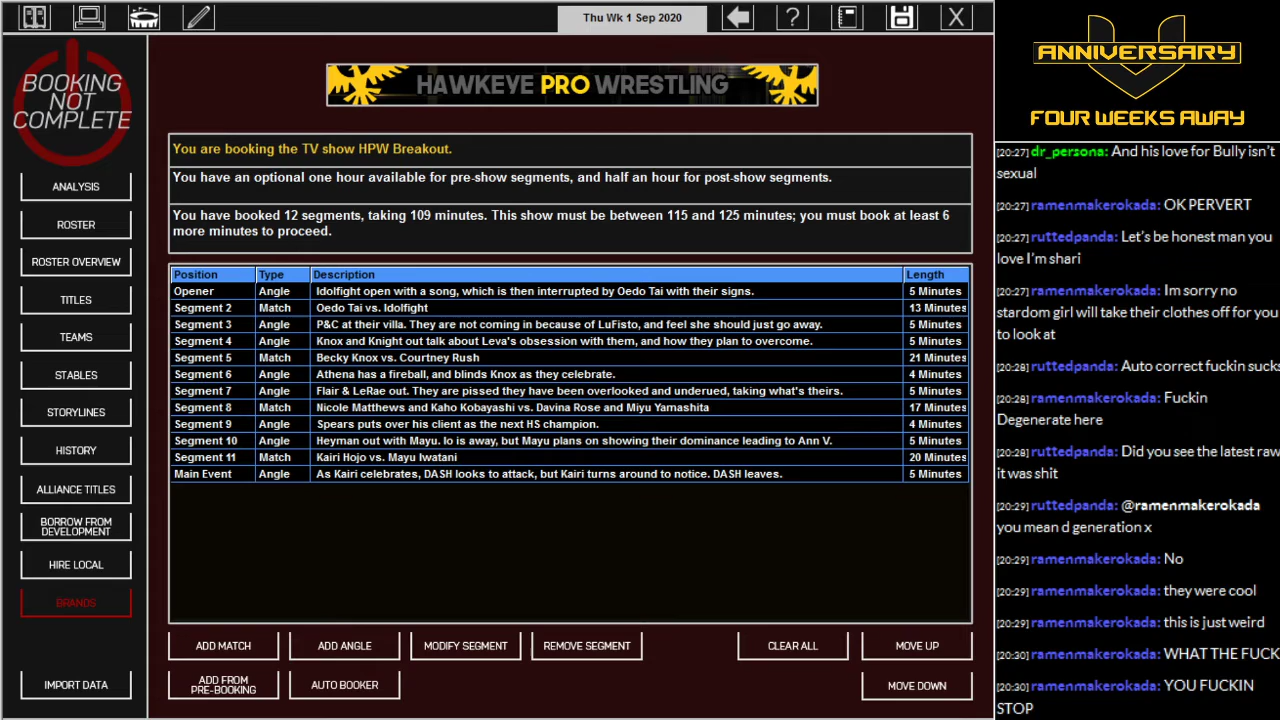 Thu Wk 1 Sep 2020
?
X
ANNIVERSARY
V
FOUR WEEKS AWAY
BOOKING
NOT
COMPLETE
HAWKEYE PRO WRESTLING
You are booking the TV show HPW Breakout.
You have an optional one hour available for pre-show segments, and half an hour for post-show segments.
You have booked 12 segments, taking 109 minutes. This show must be between 115 and 125 minutes; you must book at least 6
more minutes to proceed.
ANALYSIS
ROSTER
ROSTER OVERVIEW
TITLES
TEAMS
STABLES
STORYLINES
HISTORY
ALLIANCE TITLES
BORROW FROM
DEVELOPMENT
HIRE LOCAL
BRANDS
IMPORT DATA
Position Type Description Length
Opener Angle Idolfight open with a song, which is then interrupted by Oedo Tai with their signs. 5 Minutes
Segment 2 Match Oedo Tai vs. Idolfight 13 Minutes
Segment 3 Angle P&C at their villa. They are not coming in because of LuFisto, and feel she should just go away. 5 Minutes
Segment 4 Angle Knox and Knight out talk about Leva's obsession with them, and how they plan to overcome. 5 Minutes
Segment 5 Match Becky Knox vs. Courtney Rush 21 Minutes
Segment 6 Angle Athena has a fireball, and blinds Knox as they celebrate. 4 Minutes
Segment 7 Angle Flair & LeRae out. They are pissed they have been overlooked and underued, taking what's theirs. 5 Minutes
Segment 8 Match Nicole Matthews and Kaho Kobayashi vs. Davina Rose and Miyu Yamashita 17 Minutes
Segment 9 Angle Spears puts over his client as the next HS champion. 4 Minutes
Segment 10 Angle Heyman out with Mayu. Io is away, but Mayu plans on showing their dominance leading to Ann V. 5 Minutes
Segment 11 Match Kairi Hojo vs. Mayu Iwatani 20 Minutes
Main Event Angle As Kairi celebrates, DASH looks to attack, but Kairi turns around to notice. DASH leaves. 5 Minutes
ADD MATCH
ADD ANGLE
MODIFY SEGMENT
REMOVE SEGMENT
CLEAR ALL
MOVE UP
ADD FROM
PRE-BOOKING
AUTO BOOKER
MOVE DOWN
[20:27] dr_persona: And his love for Bully isn't
sexual
[20:27] ramenmakerokada: OK PERVERT
[20:27] ruttedpanda: Let's be honest man you
love I'm shari
[20:27] ramenmakerokada: Im sorry no
stardom girl will take their clothes off for you
to look at
[20:28] ruttedpanda: Auto correct fuckin sucks
[20:28] ramenmakerokada: Fuckin
Degenerate here
[20:28] ruttedpanda: Did you see the latest raw
it was shit
[20:29] ruttedpanda: @ramenmakerokada
you mean d generation x
[20:29] ramenmakerokada: No
[20:29] ramenmakerokada: they were cool
[20:29] ramenmakerokada: this is just weird
[20:30] ramenmakerokada: WHAT THE FUCK
[20:30] ramenmakerokada: YOU FUCKIN
STOP